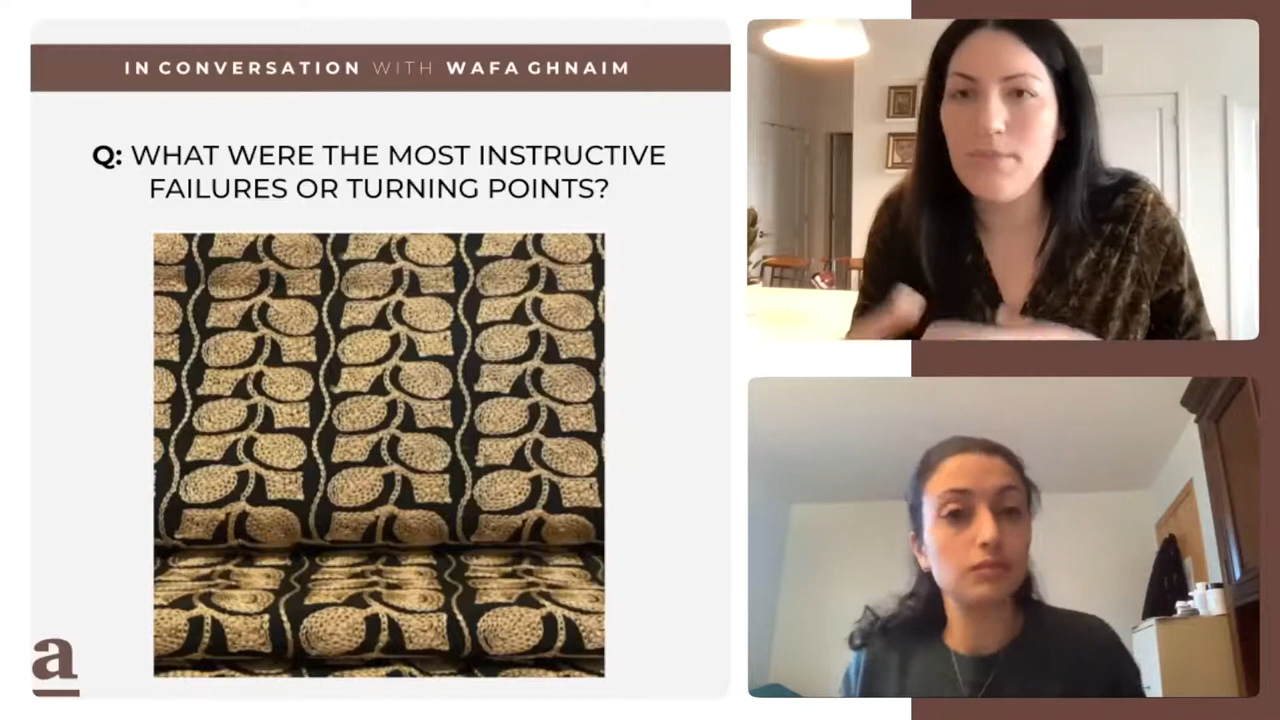 IN CONVERSATION WITH WAFA GHNAIM
Q: WHAT WERE THE MOST INSTRUCTIVE
FAILURES OR TURNING POINTS?
a